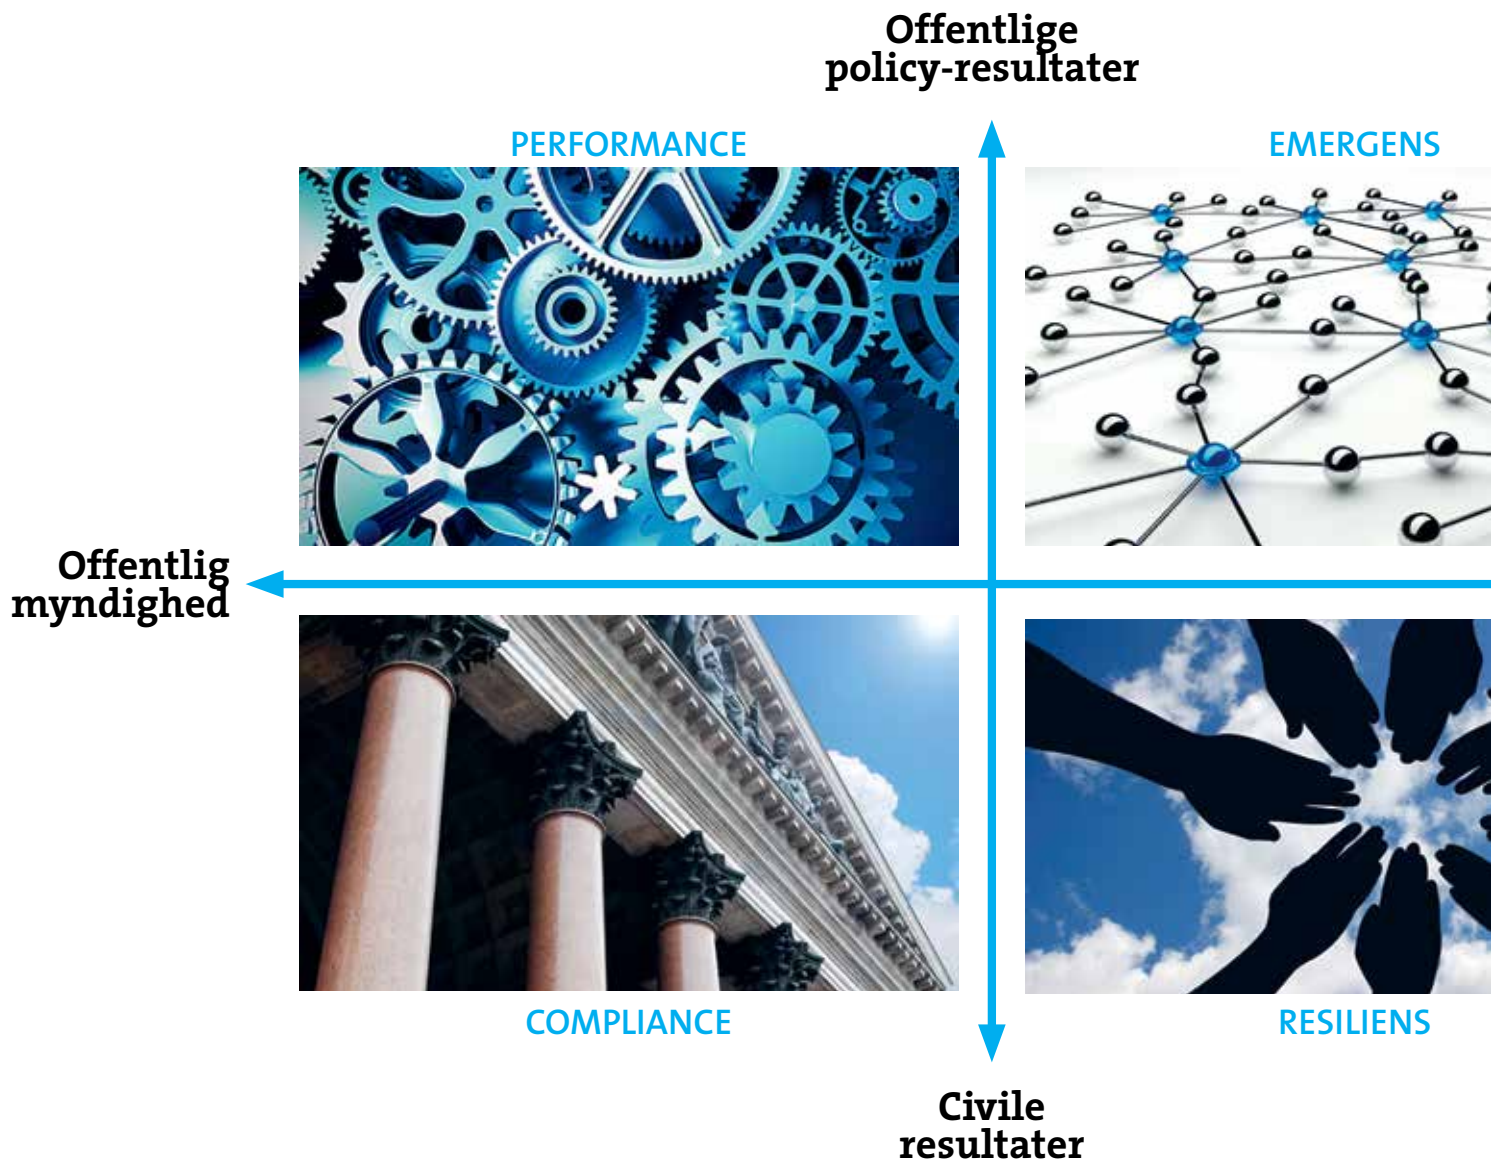 Offentlige
policy-resultater
PERFORMANCE
EMERGENS
Offentlig
myndighed
COMPLIANCE
RESILIENS
Civile
resultater